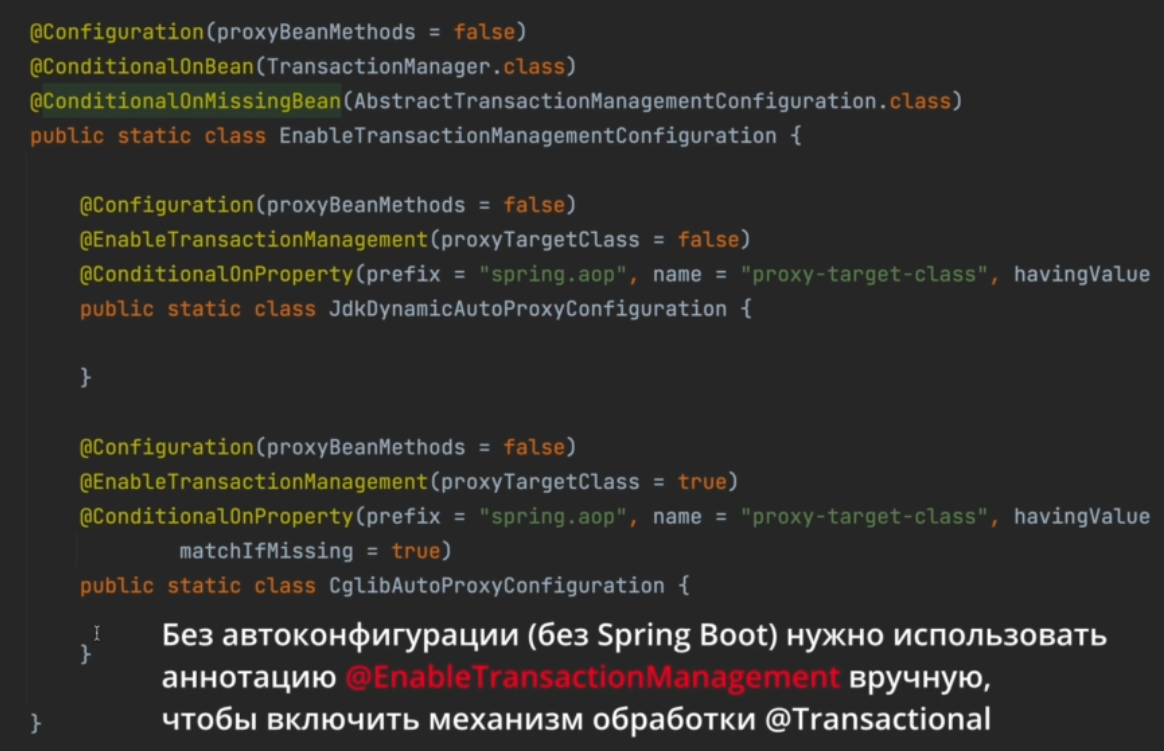 @Configuration(proxyBeanMethods = false)
@ConditionalOnBean(TransactionManager.class)
@ConditionalOnMissingBean(AbstractTransactionManagementConfiguration.class)
public static class EnableTransactionManagementConfiguration {
@Configuration(proxyBeanMethods = false)
@EnableTransactionManagement(proxyTargetClass = false)
@ConditionalOnProperty(prefix = "spring.aop", name = "proxy-target-class", havingValue
public static class JdkDynamicAutoProxyConfiguration {
}
@Configuration(proxyBeanMethods = false)
@EnableTransactionManagement(proxyTargetClass = true)
@ConditionalOnProperty(prefix = "spring.aop", name = "proxy-target-class", havingValue
matchIfMissing = true)
public static class CglibAutoProxyConfiguration {
}
Без автоконфигурации (без Spring Boot) нужно использовать
аннотацию @EnableTransactionManagement вручную,
чтобы включить механизм обработки @Transactional
}